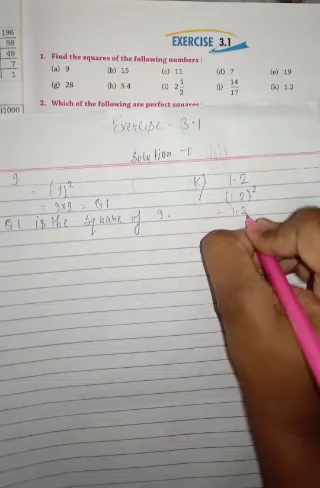 196
98
49
7
1
1000
EXERCISE 3.1
1. Find the squares of the following numbers :
(a) 9 (b) 15 (c) 11 (d) 7 (e) 19
(g) 28 (h) 5.4 (i) 2 1/2 (j) 14/17 (k) 1.2
2. Which of the following are perfect squares
Exercise - 3.1
Solution →
9
= (9)²
= 9x9 = 81
81 is the square of 9.
K) 1.2
(1.2)²
= 1.2